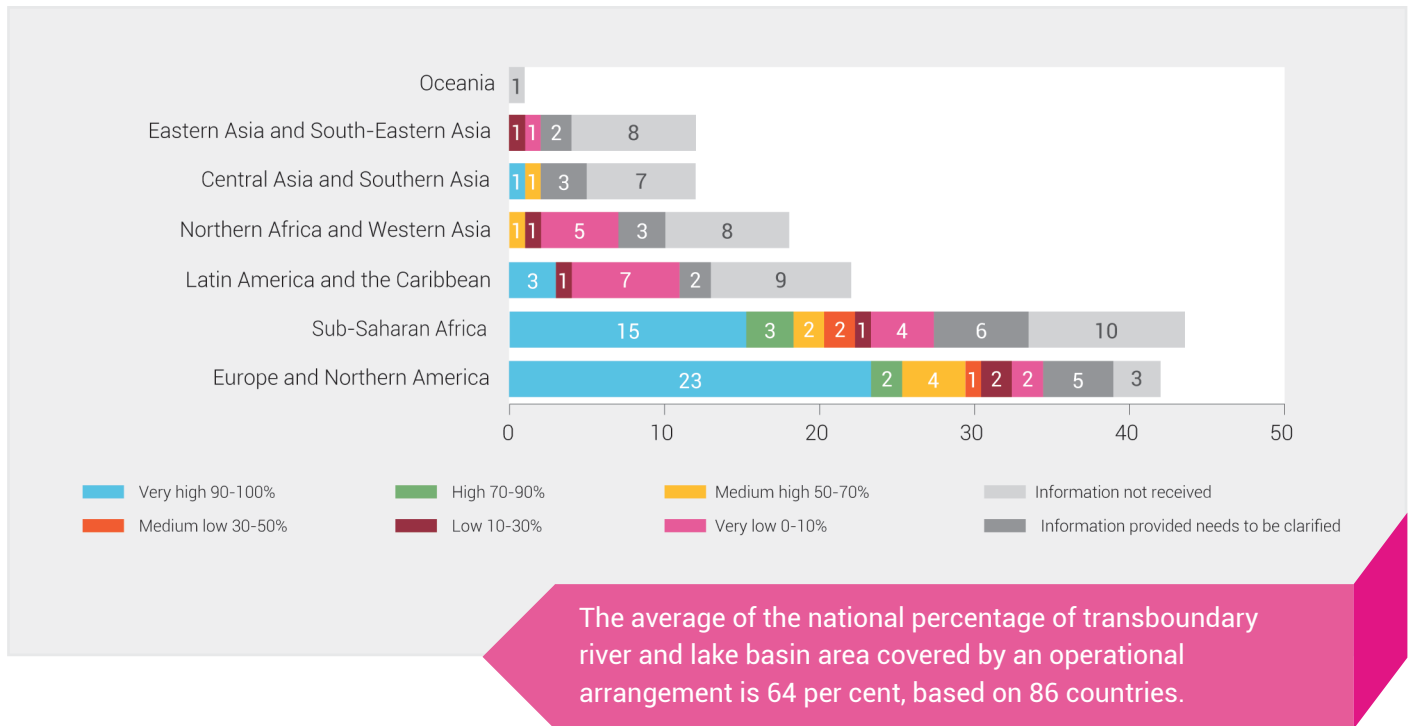 Oceania
1
Eastern Asia and South-Eastern Asia
1 1 2 8
Central Asia and Southern Asia
1 1 3 7
Northern Africa and Western Asia
1 1 5 3 8
Latin America and the Caribbean
3 1 7 2 9
Sub-Saharan Africa
15 3 2 2 1 4 6 10
Europe and Northern America
23 2 4 1 2 2 5 3
0 10 20 30 40 50
Very high 90-100%
High 70-90%
Medium high 50-70%
Information not received
Medium low 30-50%
Low 10-30%
Very low 0-10%
Information provided needs to be clarified
The average of the national percentage of transboundary
river and lake basin area covered by an operational
arrangement is 64 per cent, based on 86 countries.